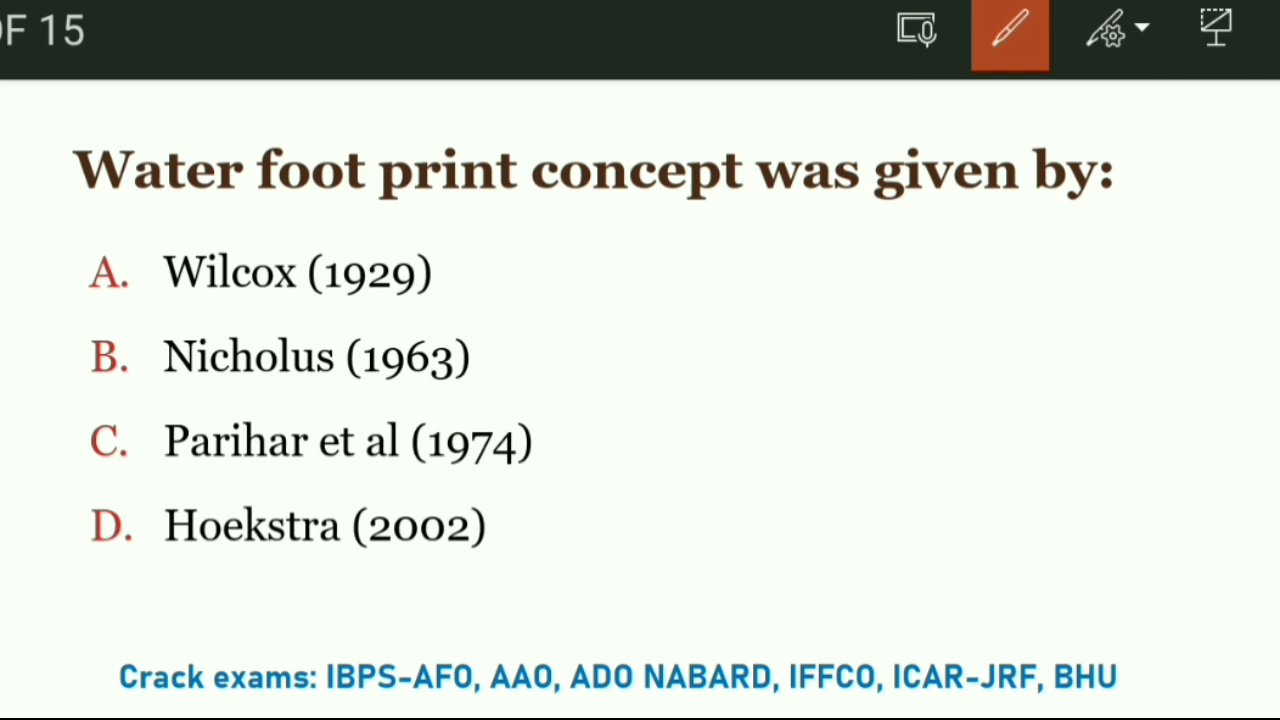 OF 15
Water foot print concept was given by:
A. Wilcox (1929)
B. Nicholus (1963)
C. Parihar et al (1974)
D. Hoekstra (2002)
Crack exams: IBPS-AFO, AAO, ADO NABARD, IFFCO, ICAR-JRF, BHU